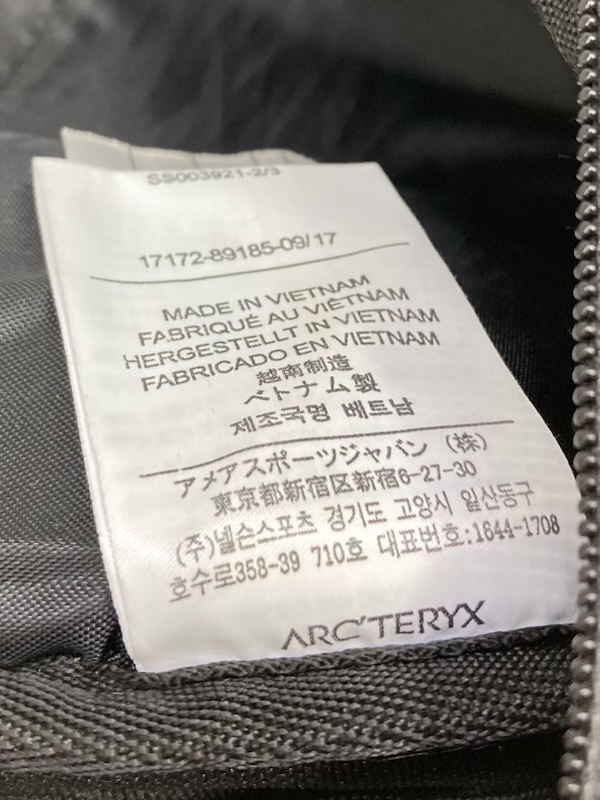 SS003921-2/3
17172-89185-09/17
MADE IN VIETNAM
FABRIQUÉ AU VIÊTNAM
HERGESTELLT IN VIETNAM
FABRICADO EN VIETNAM
越南制造
ベトナム製
제조국명 베트남
アメアスポーツジャパン (株)
東京都新宿区新宿6-27-30
(주)넬슨스포츠 경기도 고양시 일산동구
호수로358-39 710호 대표번호:1644-1708
ARC'TERYX